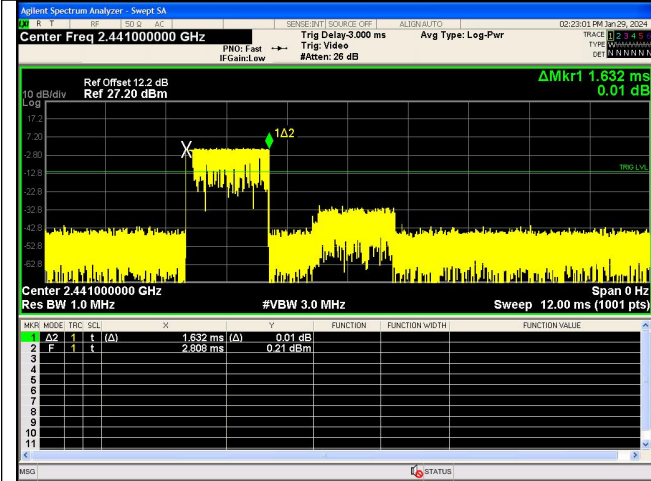 Agilent Spectrum Analyzer - Swept SA
LXI R T RF 50 Ω AC SENSE:INT SOURCE OFF ALIGNAUTO 02:23:01 PM Jan 29, 2024
Center Freq 2.441000000 GHz
PNO: Fast
IFGain:Low
Trig Delay-3.000 ms
Trig: Video
#Atten: 26 dB
Avg Type: Log-Pwr
TRACE 1 2 3 4 5 6
TYPE
DET N N N N N N
ΔMkr1 1.632 ms
0.01 dB
Ref Offset 12.2 dB
10 dB/div Ref 27.20 dBm
Log
17.2
7.20
1Δ2
-2.80
TRIG LVL
-12.8
-22.8
-32.8
-42.8
-52.8
-62.8
Center 2.441000000 GHz Span 0 Hz
Res BW 1.0 MHz #VBW 3.0 MHz Sweep 12.00 ms (1001 pts)
MKR MODE TRC SCL X Y FUNCTION FUNCTION WIDTH FUNCTION VALUE
1 Δ2 1 t (Δ) 1.632 ms (Δ) 0.01 dB
2 F 1 t 2.808 ms 0.21 dBm
3
4
5
6
7
8
9
10
11
MSG STATUS